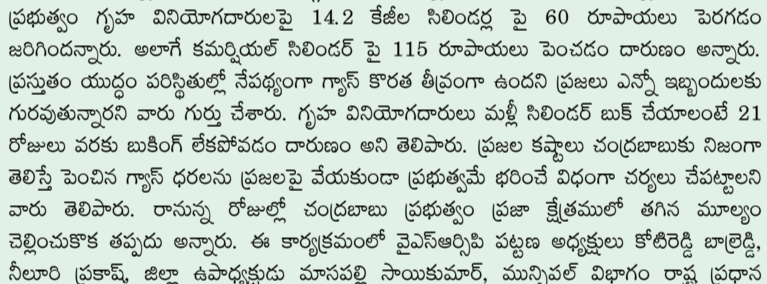 ప్రభుత్వం గృహ వినియోగదారులపై 14.2 కేజీల సిలిండర్ల పై 60 రూపాయలు పెరగడం
జరిగిందన్నారు. అలాగే కమర్షియల్ సిలిండర్ పై 115 రూపాయలు పెంచడం దారుణం అన్నారు.
ప్రస్తుతం యుద్ధం పరిస్థితుల్లో నేపథ్యంగా గ్యాస్ కొరత తీవ్రంగా ఉందని ప్రజలు ఎన్నో ఇబ్బందులకు
గురవుతున్నారని వారు గుర్తు చేశారు. గృహ వినియోగదారులు మళ్లీ సిలిండర్ బుక్ చేయాలంటే 21
రోజులు వరకు బుకింగ్ లేకపోవడం దారుణం అని తెలిపారు. ప్రజల కష్టాలు చంద్రబాబుకు నిజంగా
తెలిస్తే పెంచిన గ్యాస్ ధరలను ప్రజలపై వేయకుండా ప్రభుత్వమే భరించే విధంగా చర్యలు చేపట్టాలని
వారు తెలిపారు. రానున్న రోజుల్లో చంద్రబాబు ప్రభుత్వం ప్రజా క్షేత్రములో తగిన మూల్యం
చెల్లించుకొక తప్పదు అన్నారు. ఈ కార్యక్రమంలో వైఎస్ఆర్సిపి పట్టణ అధ్యక్షులు కోటిరెడ్డి బాల్రెడ్డి,
నీలూరి ప్రకాష్, జిల్లా ఉపాధ్యక్షుడు మాసపల్లి సాయికుమార్, మున్సిపల్ విభాగం రాష్ట్ర ప్రధాన